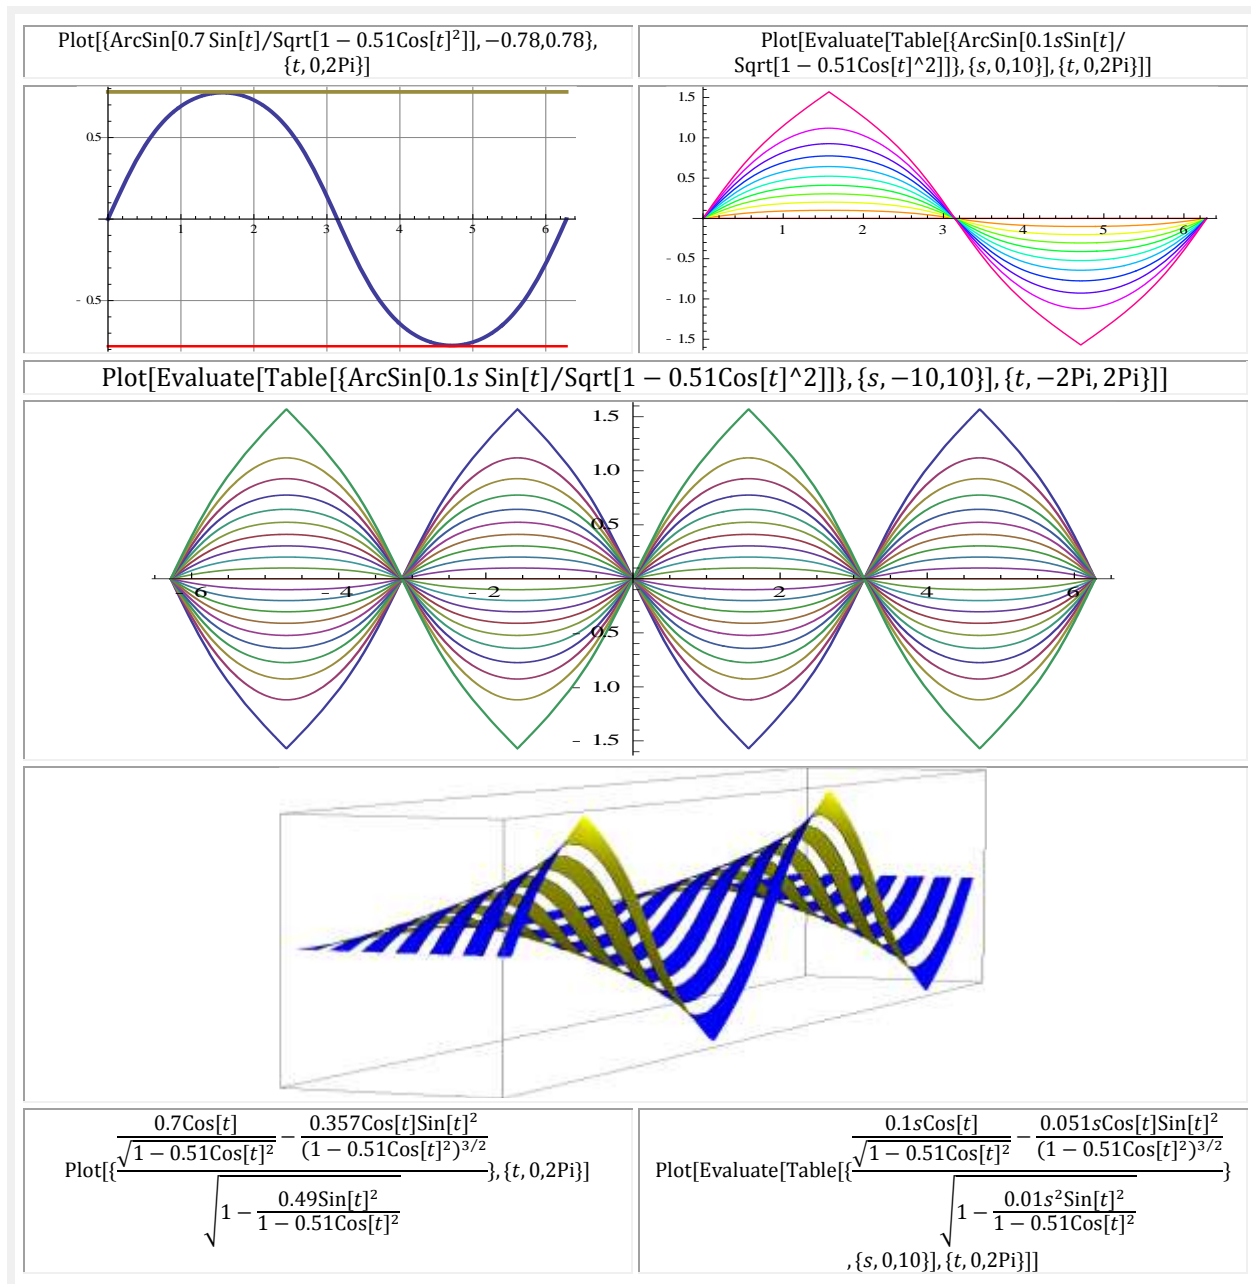 Plot[{ArcSin[0.7 Sin[t]/Sqrt[1 − 0.51Cos[t]²]], −0.78,0.78},
{t, 0,2Pi}]
Plot[Evaluate[Table[{ArcSin[0.1sSin[t]/
Sqrt[1 − 0.51Cos[t]^2]]},{s, 0,10}], {t, 0,2Pi}]]
0.5
1 2 3 4 5 6
- 0.5
1.5
1.0
0.5
1 2 3 4 5 6
- 0.5
- 1.0
- 1.5
Plot[Evaluate[Table[{ArcSin[0.1s Sin[t]/Sqrt[1 − 0.51Cos[t]^2]]},{s, −10,10}], {t, −2Pi, 2Pi}]]
1.5
1.0
0.5
- 6 - 4 - 2 2 4 6
- 0.5
- 1.0
- 1.5
0.7Cos[t] / √(1 − 0.51Cos[t]²) − 0.357Cos[t]Sin[t]² / (1 − 0.51Cos[t]²)^3/2
Plot[{ }, {t, 0,2Pi}]
√(1 − 0.49Sin[t]² / (1 − 0.51Cos[t]²))
0.1sCos[t] / √(1 − 0.51Cos[t]²) − 0.051sCos[t]Sin[t]² / (1 − 0.51Cos[t]²)^3/2
Plot[Evaluate[Table[{ }
√(1 − 0.01s²Sin[t]² / (1 − 0.51Cos[t]²))
, {s, 0,10}], {t, 0,2Pi}]]